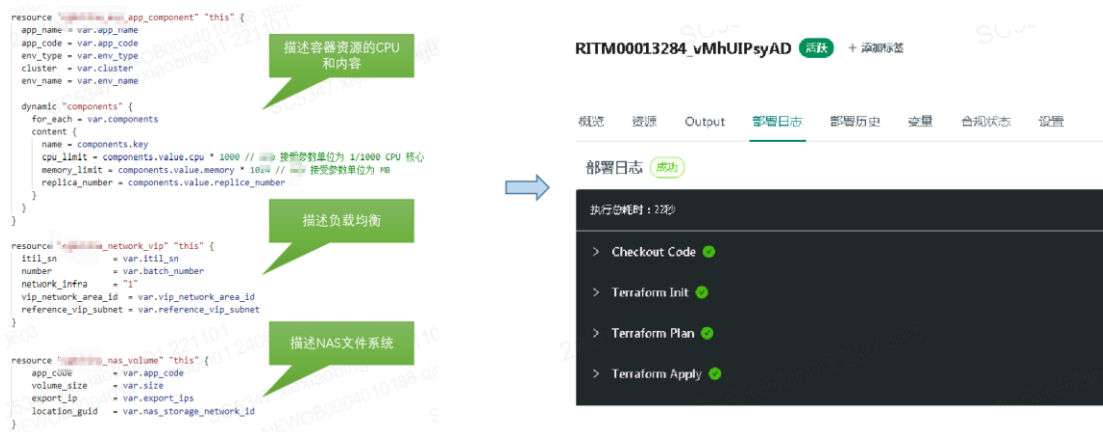 resource "_app_component" "this" {
app_name = var.app_name
app_code = var.app_code
env_type = var.env_type
cluster = var.cluster
env_name = var.env_name
dynamic "components" {
for_each = var.components
content {
name = components.key
cpu_limit = components.value.cpu * 1000 // 接受参数单位为 1/1000 CPU 核心
memory_limit = components.value.memory * 1024 // 接受参数单位为 MB
replica_number = components.value.replice_number
}
}
}
描述容器资源的CPU
和内容
resource "_network_vip" "this" {
itil_sn = var.itil_sn
number = var.batch_number
network_infra = "1"
vip_network_area_id = var.vip_network_area_id
reference_vip_subnet = var.reference_vip_subnet
}
描述负载均衡
resource "_nas_volume" "this" {
app_code = var.app_code
volume_size = var.size
export_ip = var.export_ips
location_guid = var.nas_storage_network_id
}
描述NAS文件系统
RITM00013284_vMhUIPsyAD 活跃 + 添加标签
概览 资源 Output 部署日志 部署历史 变量 合规状态 设置
部署日志 成功
执行总耗时：22秒
> Checkout Code
> Terraform Init
> Terraform Plan
> Terraform Apply